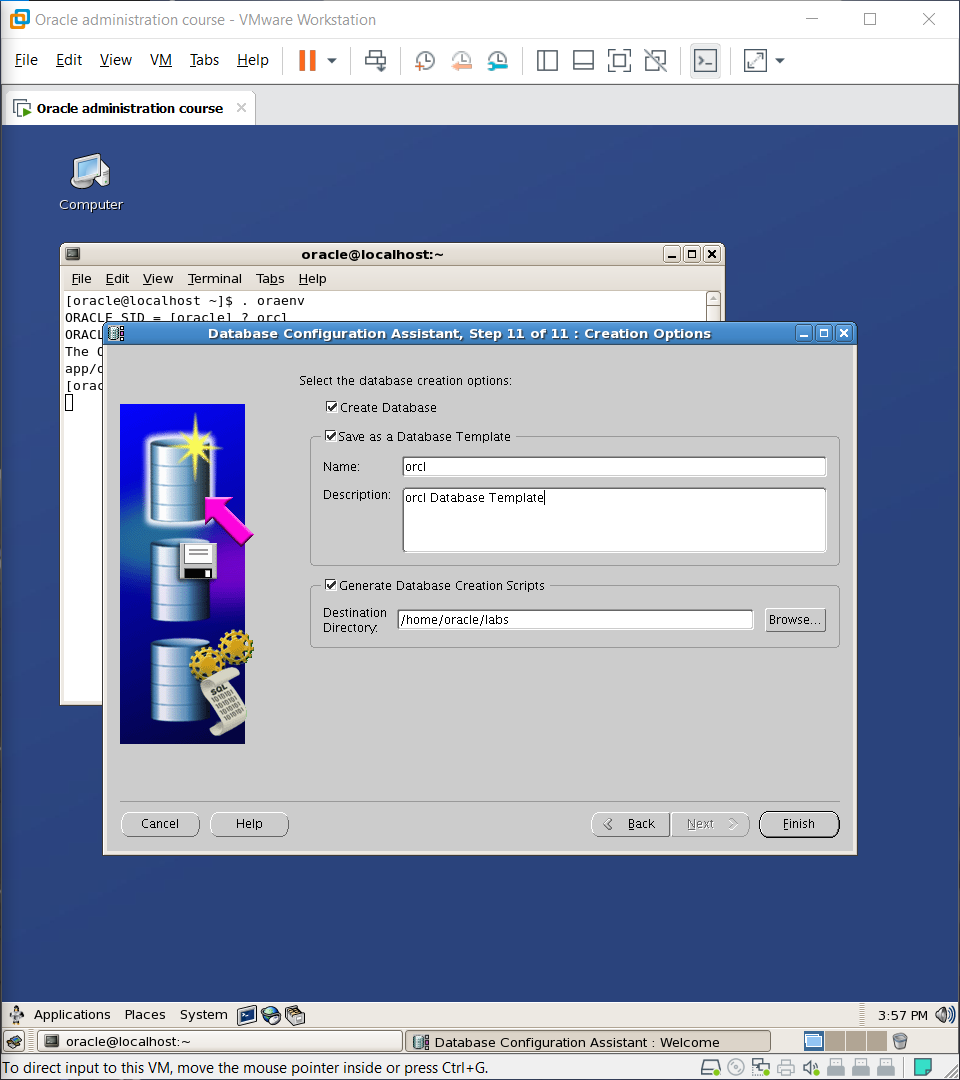 Oracle administration course - VMware Workstation
File Edit View VM Tabs Help
Oracle administration course
Computer
oracle@localhost:~
File Edit View Terminal Tabs Help
[oracle@localhost ~]$ . oraenv
ORACLE_SID = [oracle] ? orcl
ORACL
The O
app/o
[orac
Database Configuration Assistant, Step 11 of 11 : Creation Options
Select the database creation options:
Create Database
Save as a Database Template
Name: orcl
Description: orcl Database Template
Generate Database Creation Scripts
Destination
Directory: /home/oracle/labs Browse...
SQL
Cancel Help Back Next Finish
Applications Places System 3:57 PM
oracle@localhost:~ Database Configuration Assistant : Welcome
To direct input to this VM, move the mouse pointer inside or press Ctrl+G.